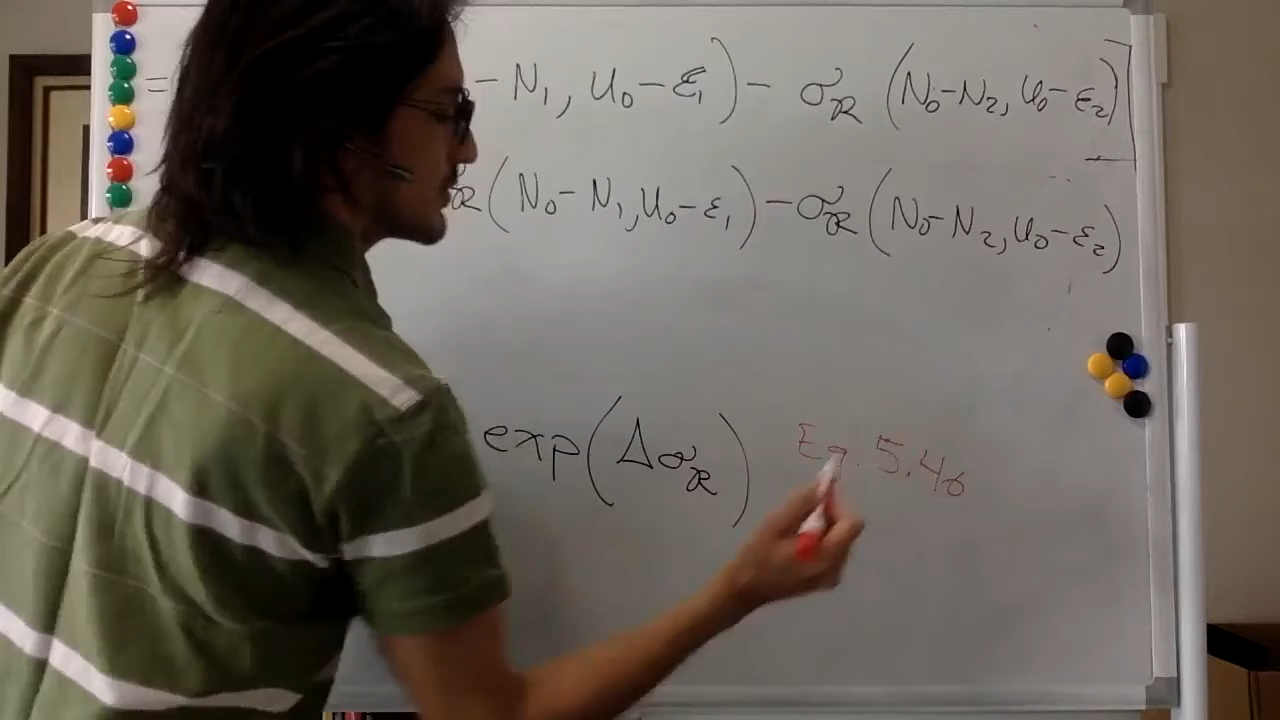 = - N₁, U₀-ε₁) - σ_R (N₀-N₂, U₀-ε₂)]
R(N₀-N₁, U₀-ε₁) - σ_R (N₀-N₂, U₀-ε₂)
exp(Δσ_R) Eq. 5.46